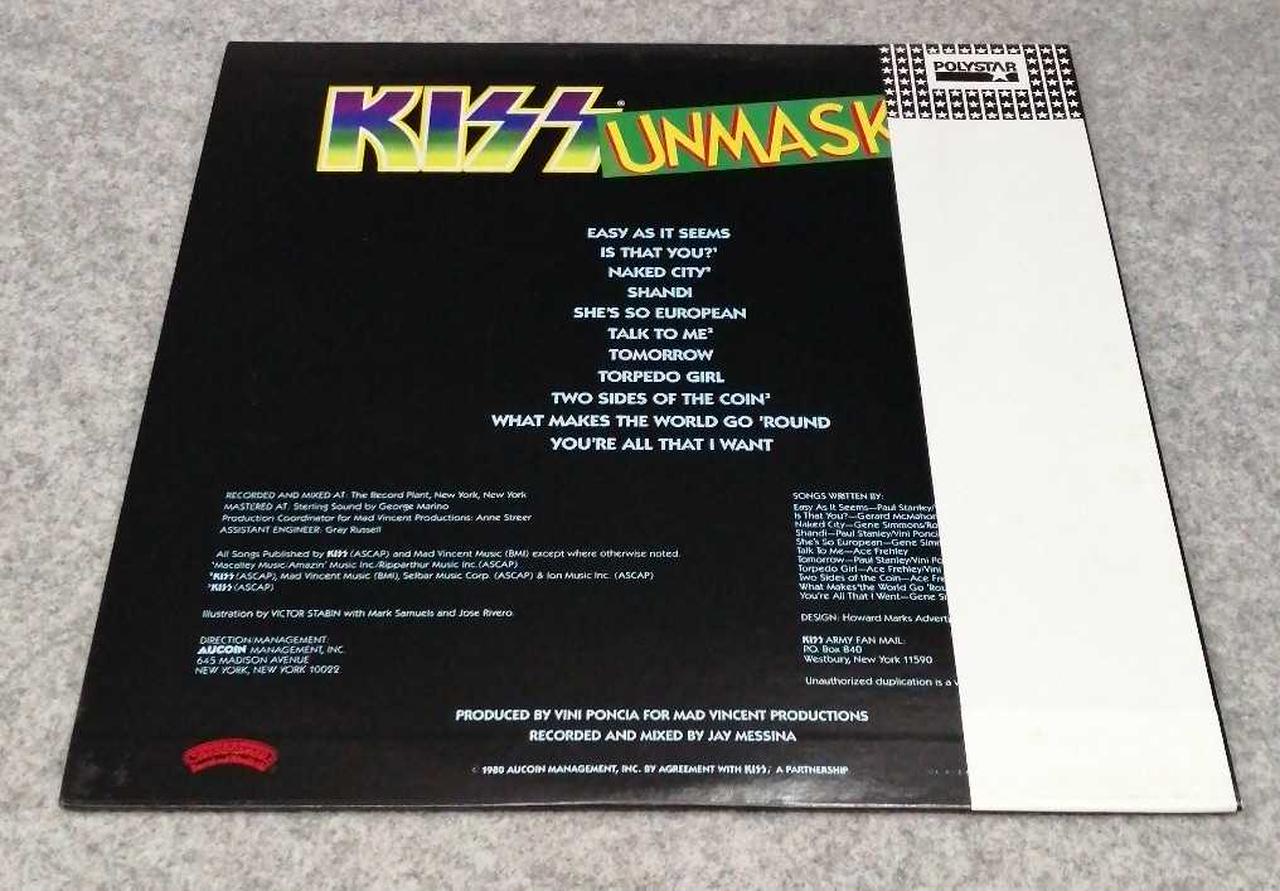 KISS® UNMASK
POLYSTAR
EASY AS IT SEEMS
IS THAT YOU?¹
NAKED CITY²
SHANDI
SHE'S SO EUROPEAN
TALK TO ME³
TOMORROW
TORPEDO GIRL
TWO SIDES OF THE COIN³
WHAT MAKES THE WORLD GO 'ROUND
YOU'RE ALL THAT I WANT
RECORDED AND MIXED AT: The Record Plant, New York, New York
MASTERED AT: Sterling Sound by George Marino
Production Coordinator for Mad Vincent Productions: Anne Streer
ASSISTANT ENGINEER: Gray Russell
All Songs Published by KISS (ASCAP) and Mad Vincent Music (BMI) except where otherwise noted.
¹Macalley Music/Amazin' Music Inc./Ripparthur Music Inc. (ASCAP)
²KISS (ASCAP), Mad Vincent Music (BMI), Selbar Music Corp. (ASCAP) & Ion Music Inc. (ASCAP)
³KISS (ASCAP)
Illustration by VICTOR STABIN with Mark Samuels and Jose Rivero.
DIRECTION/MANAGEMENT:
AUCOIN MANAGEMENT, INC.
645 MADISON AVENUE
NEW YORK, NEW YORK 10022
SONGS WRITTEN BY:
Easy As It Seems—Paul Stanley/
Is That You?—Gerard McMahon
Naked City—Gene Simmons/Bo
Shandi—Paul Stanley/Vini Ponci
She's So European—Gene Simm
Talk To Me—Ace Frehley
Tomorrow—Paul Stanley/Vini Po
Torpedo Girl—Ace Frehley/Vini
Two Sides of the Coin—Ace Fre
What Makes the World Go 'Rou
You're All That I Want—Gene Si
DESIGN: Howard Marks Adverti
KISS ARMY FAN MAIL:
P.O. Box 840
Westbury, New York 11590
Unauthorized duplication is a v
PRODUCED BY VINI PONCIA FOR MAD VINCENT PRODUCTIONS
RECORDED AND MIXED BY JAY MESSINA
© 1980 AUCOIN MANAGEMENT, INC. BY AGREEMENT WITH KISS, A PARTNERSHIP